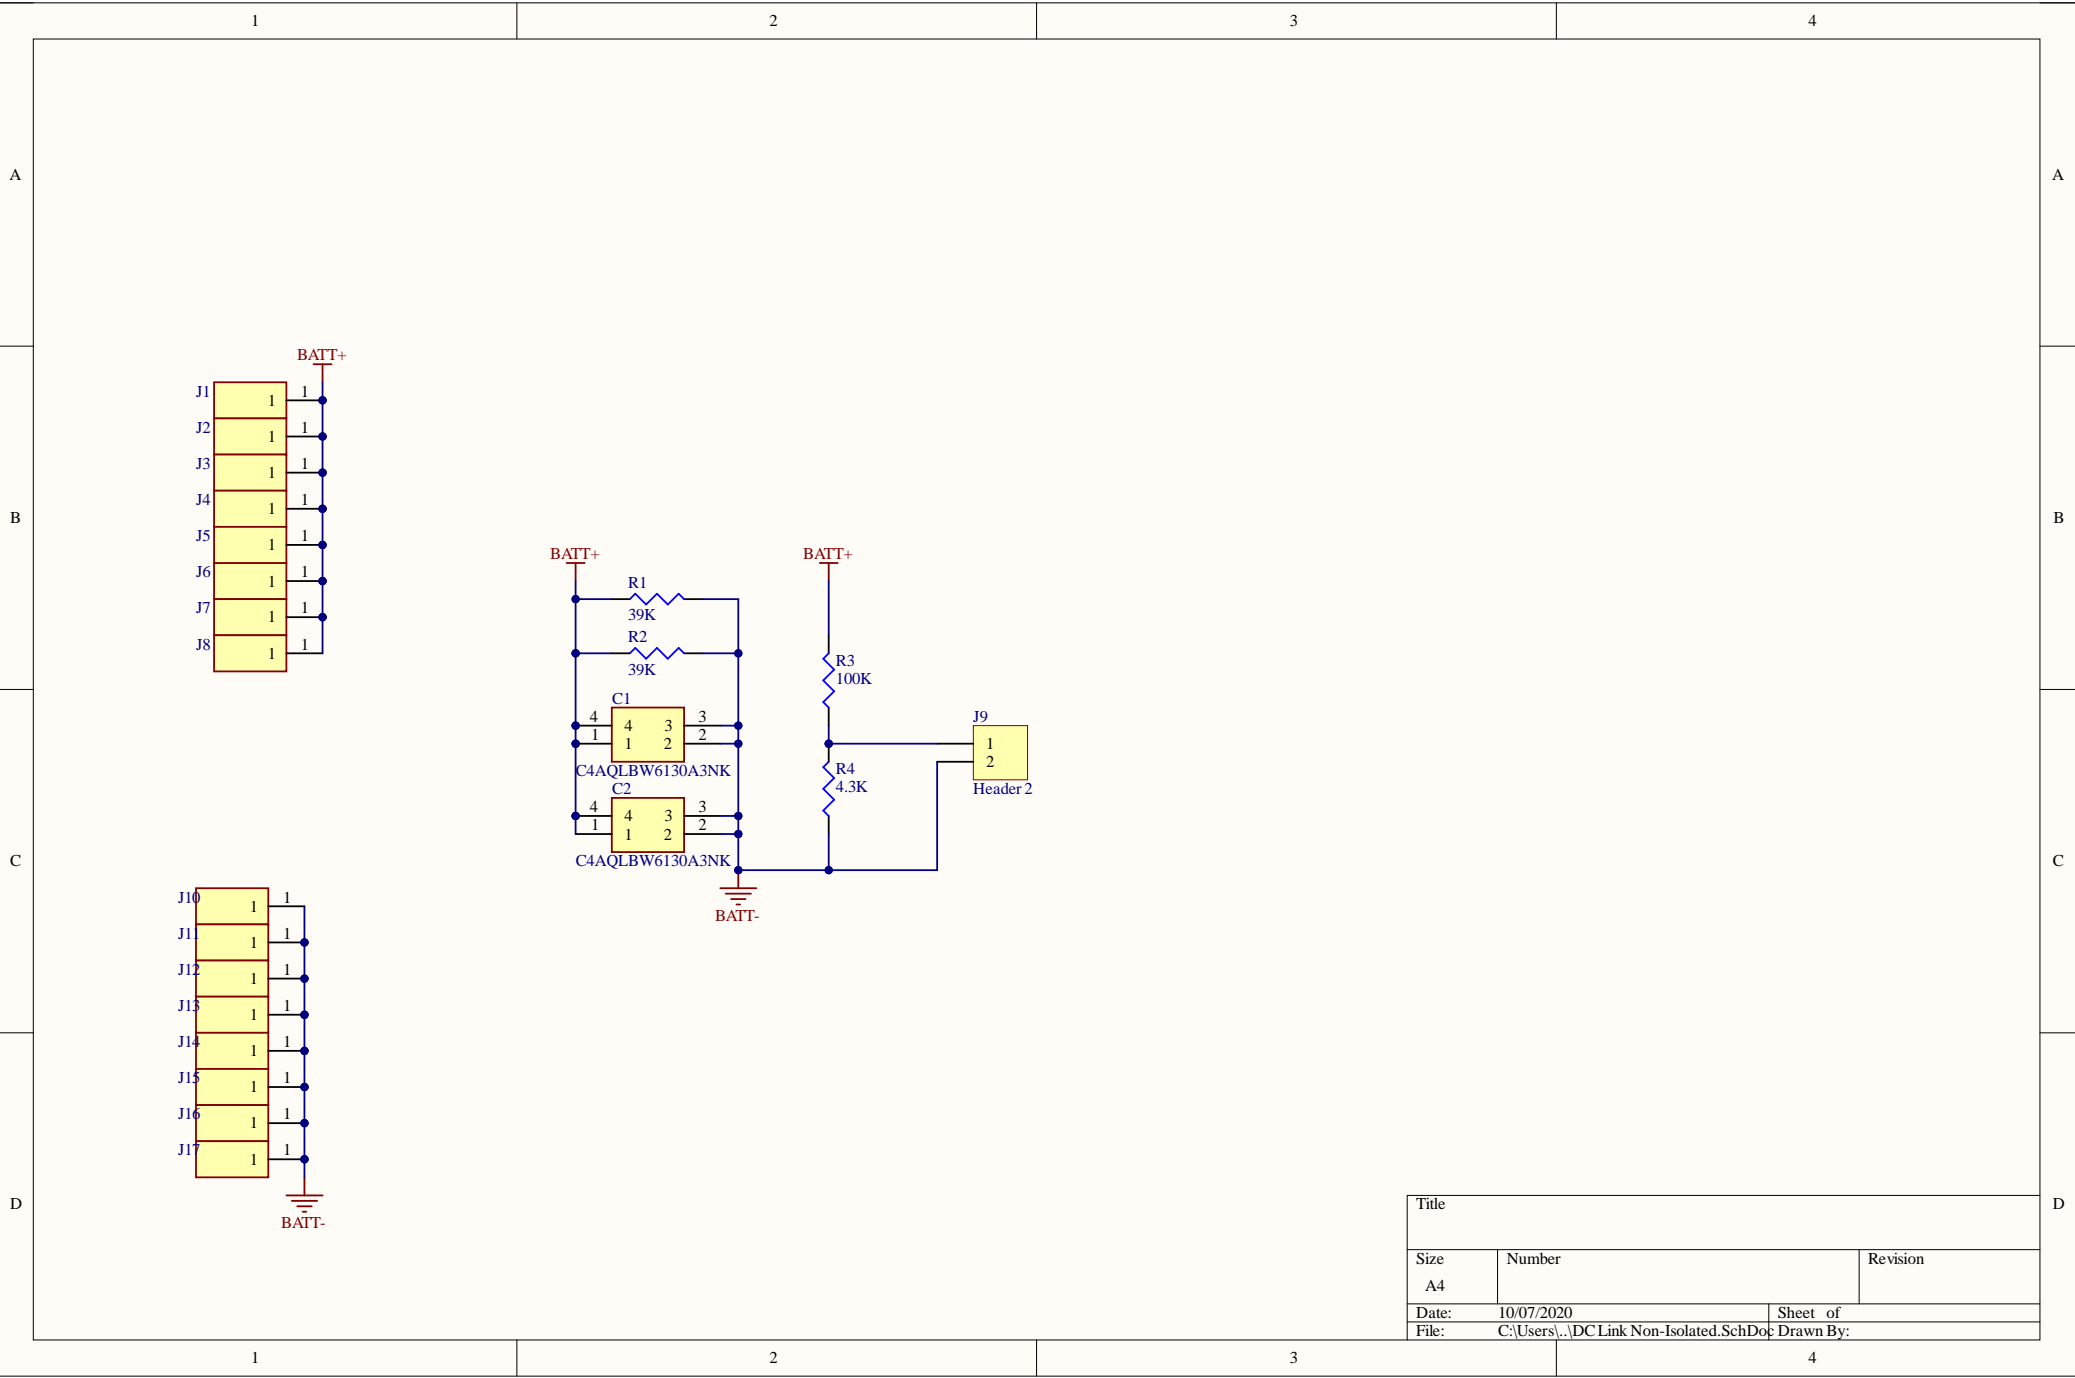 1 2 3 4
A A
BATT+
J1 1 1
J2 1 1
J3 1 1
J4 1 1
J5 1 1
J6 1 1
J7 1 1
J8 1 1
B B
BATT+ BATT+
R1
39K
R2
39K
R3
100K
C1
4 4 3 3
1 1 2 2
C4AQLBW6130A3NK
J9
1
2
Header 2
R4
4.3K
C2
4 4 3 3
1 1 2 2
C4AQLBW6130A3NK
BATT-
C C
J10 1 1
J11 1 1
J12 1 1
J13 1 1
J14 1 1
J15 1 1
J16 1 1
J17 1 1
BATT-
D D
Title
Size Number Revision
A4
Date: 10/07/2020 Sheet of
File: C:\Users\..\DC Link Non-Isolated.SchDoc Drawn By:
1 2 3 4